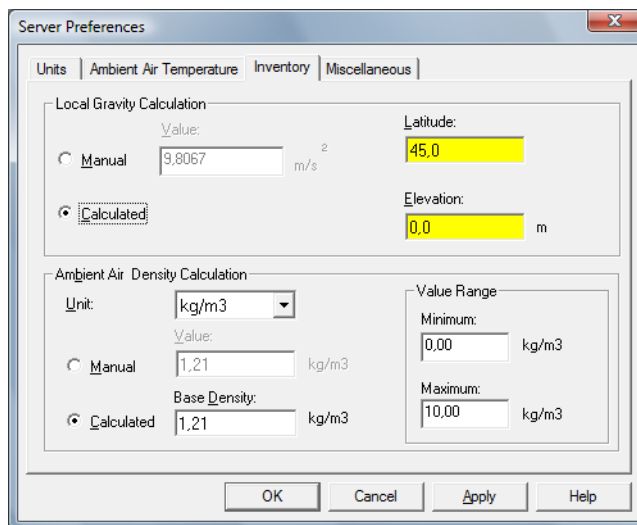 Server Preferences
Units
Ambient Air Temperature
Inventory
Miscellaneous
Local Gravity Calculation
Value:
Manual
9,8067
m/s 2
Calculated
Latitude:
45,0
Elevation:
0,0
m
Ambient Air Density Calculation
Unit:
kg/m3
Value:
Manual
1,21
kg/m3
Base Density:
Calculated
1,21
kg/m3
Value Range
Minimum:
0,00
kg/m3
Maximum:
10,00
kg/m3
OK
Cancel
Apply
Help